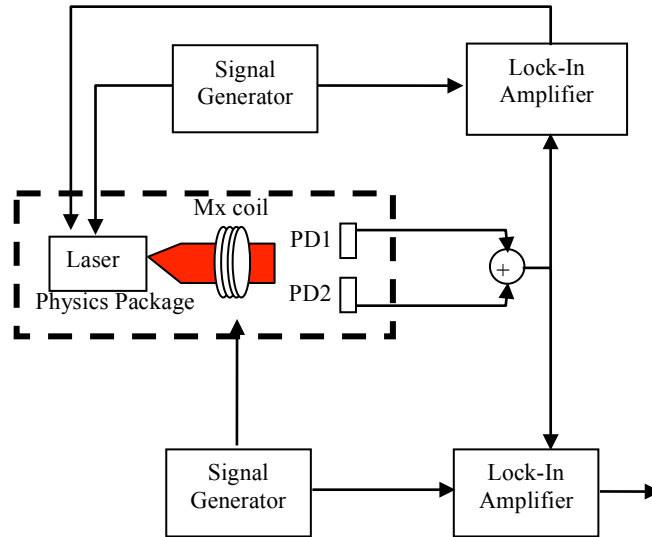 Signal
Generator
Lock-In
Amplifier
Mx coil
PD1
Laser
+
Physics Package
PD2
Signal
Generator
Lock-In
Amplifier